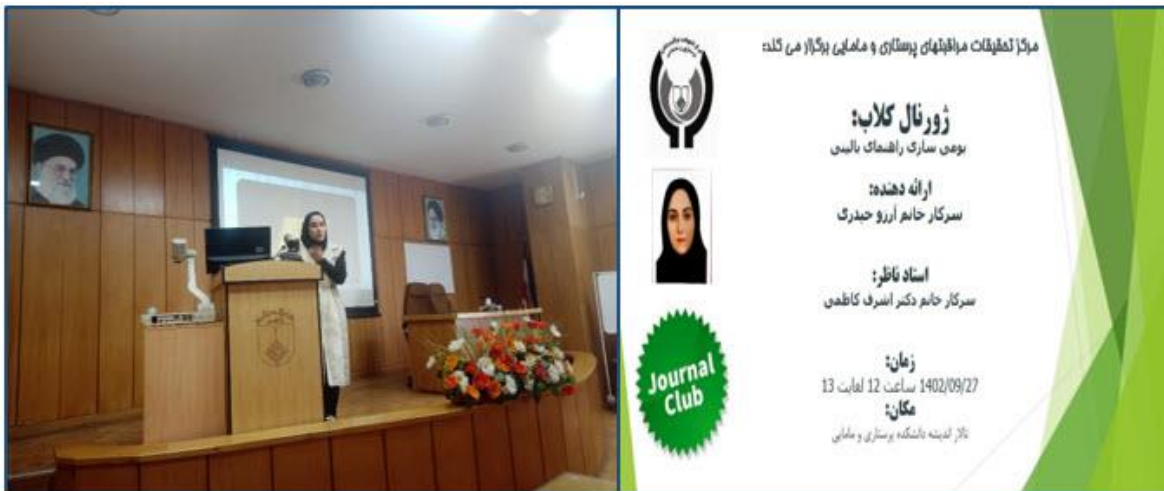 مرکز تحقیقات مراقبتهای پرستاری و مامایی برگزار می کند:
ژورنال کلاب:
بومی سازی راهنمای بالینی
ارائه دهنده:
سرکار خانم آرزو حیدری
استاد ناظر:
سرکار خانم دکتر اشرف کاظمی
زمان:
1402/09/27 ساعت 12 لغایت 13
مکان:
تالار اندیشه دانشکده پرستاری و مامایی
Journal
Club